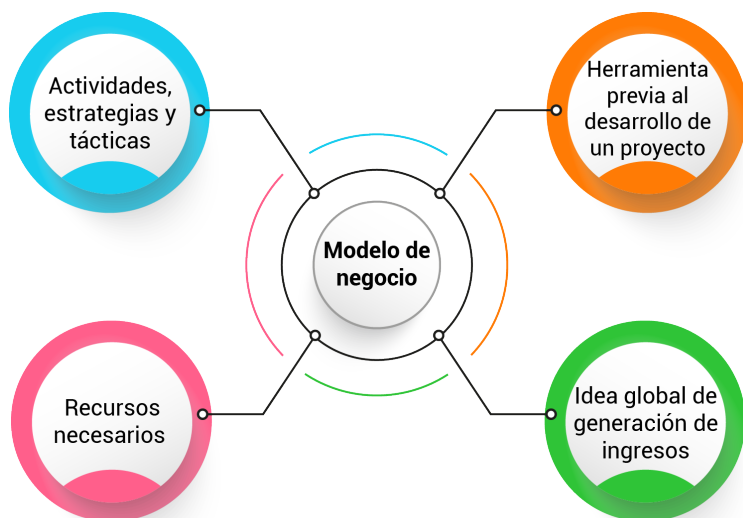 Actividades,
estrategias y
tácticas
Herramienta
previa al
desarrollo de
un proyecto
Modelo de
negocio
Recursos
necesarios
Idea global de
generación de
ingresos